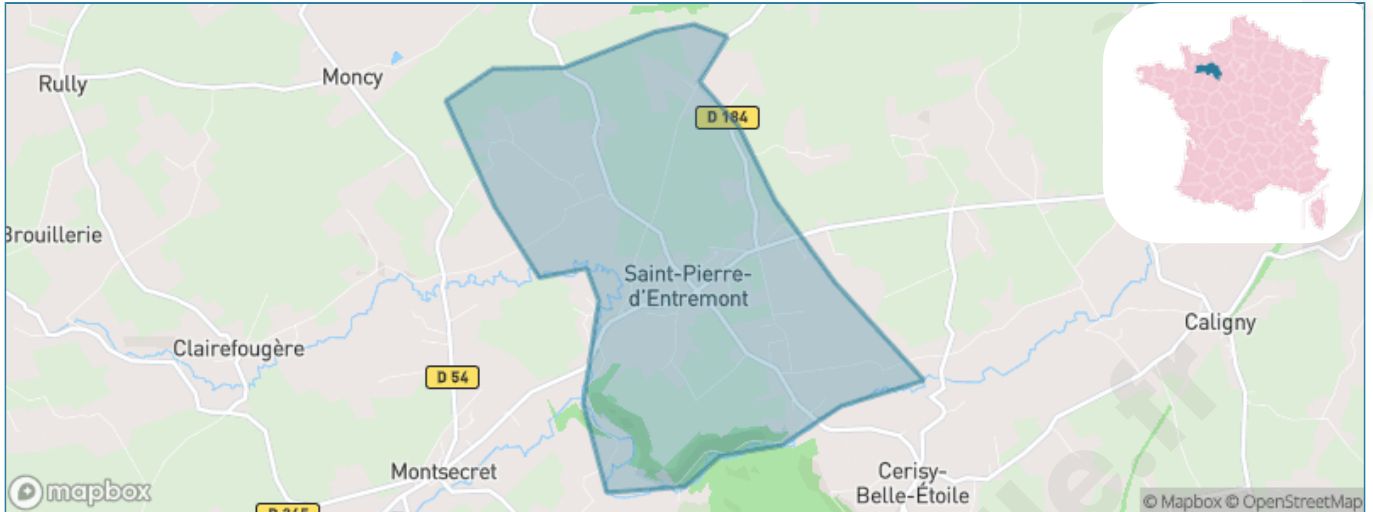 Rully
Moncy
D 184
Brouillerie
Saint-Pierre-
d'Entremont
Caligny
Clairefougère
D 54
Montsecret
Cerisy-
Belle-Étoile
mapbox
© Mapbox © OpenStreetMap